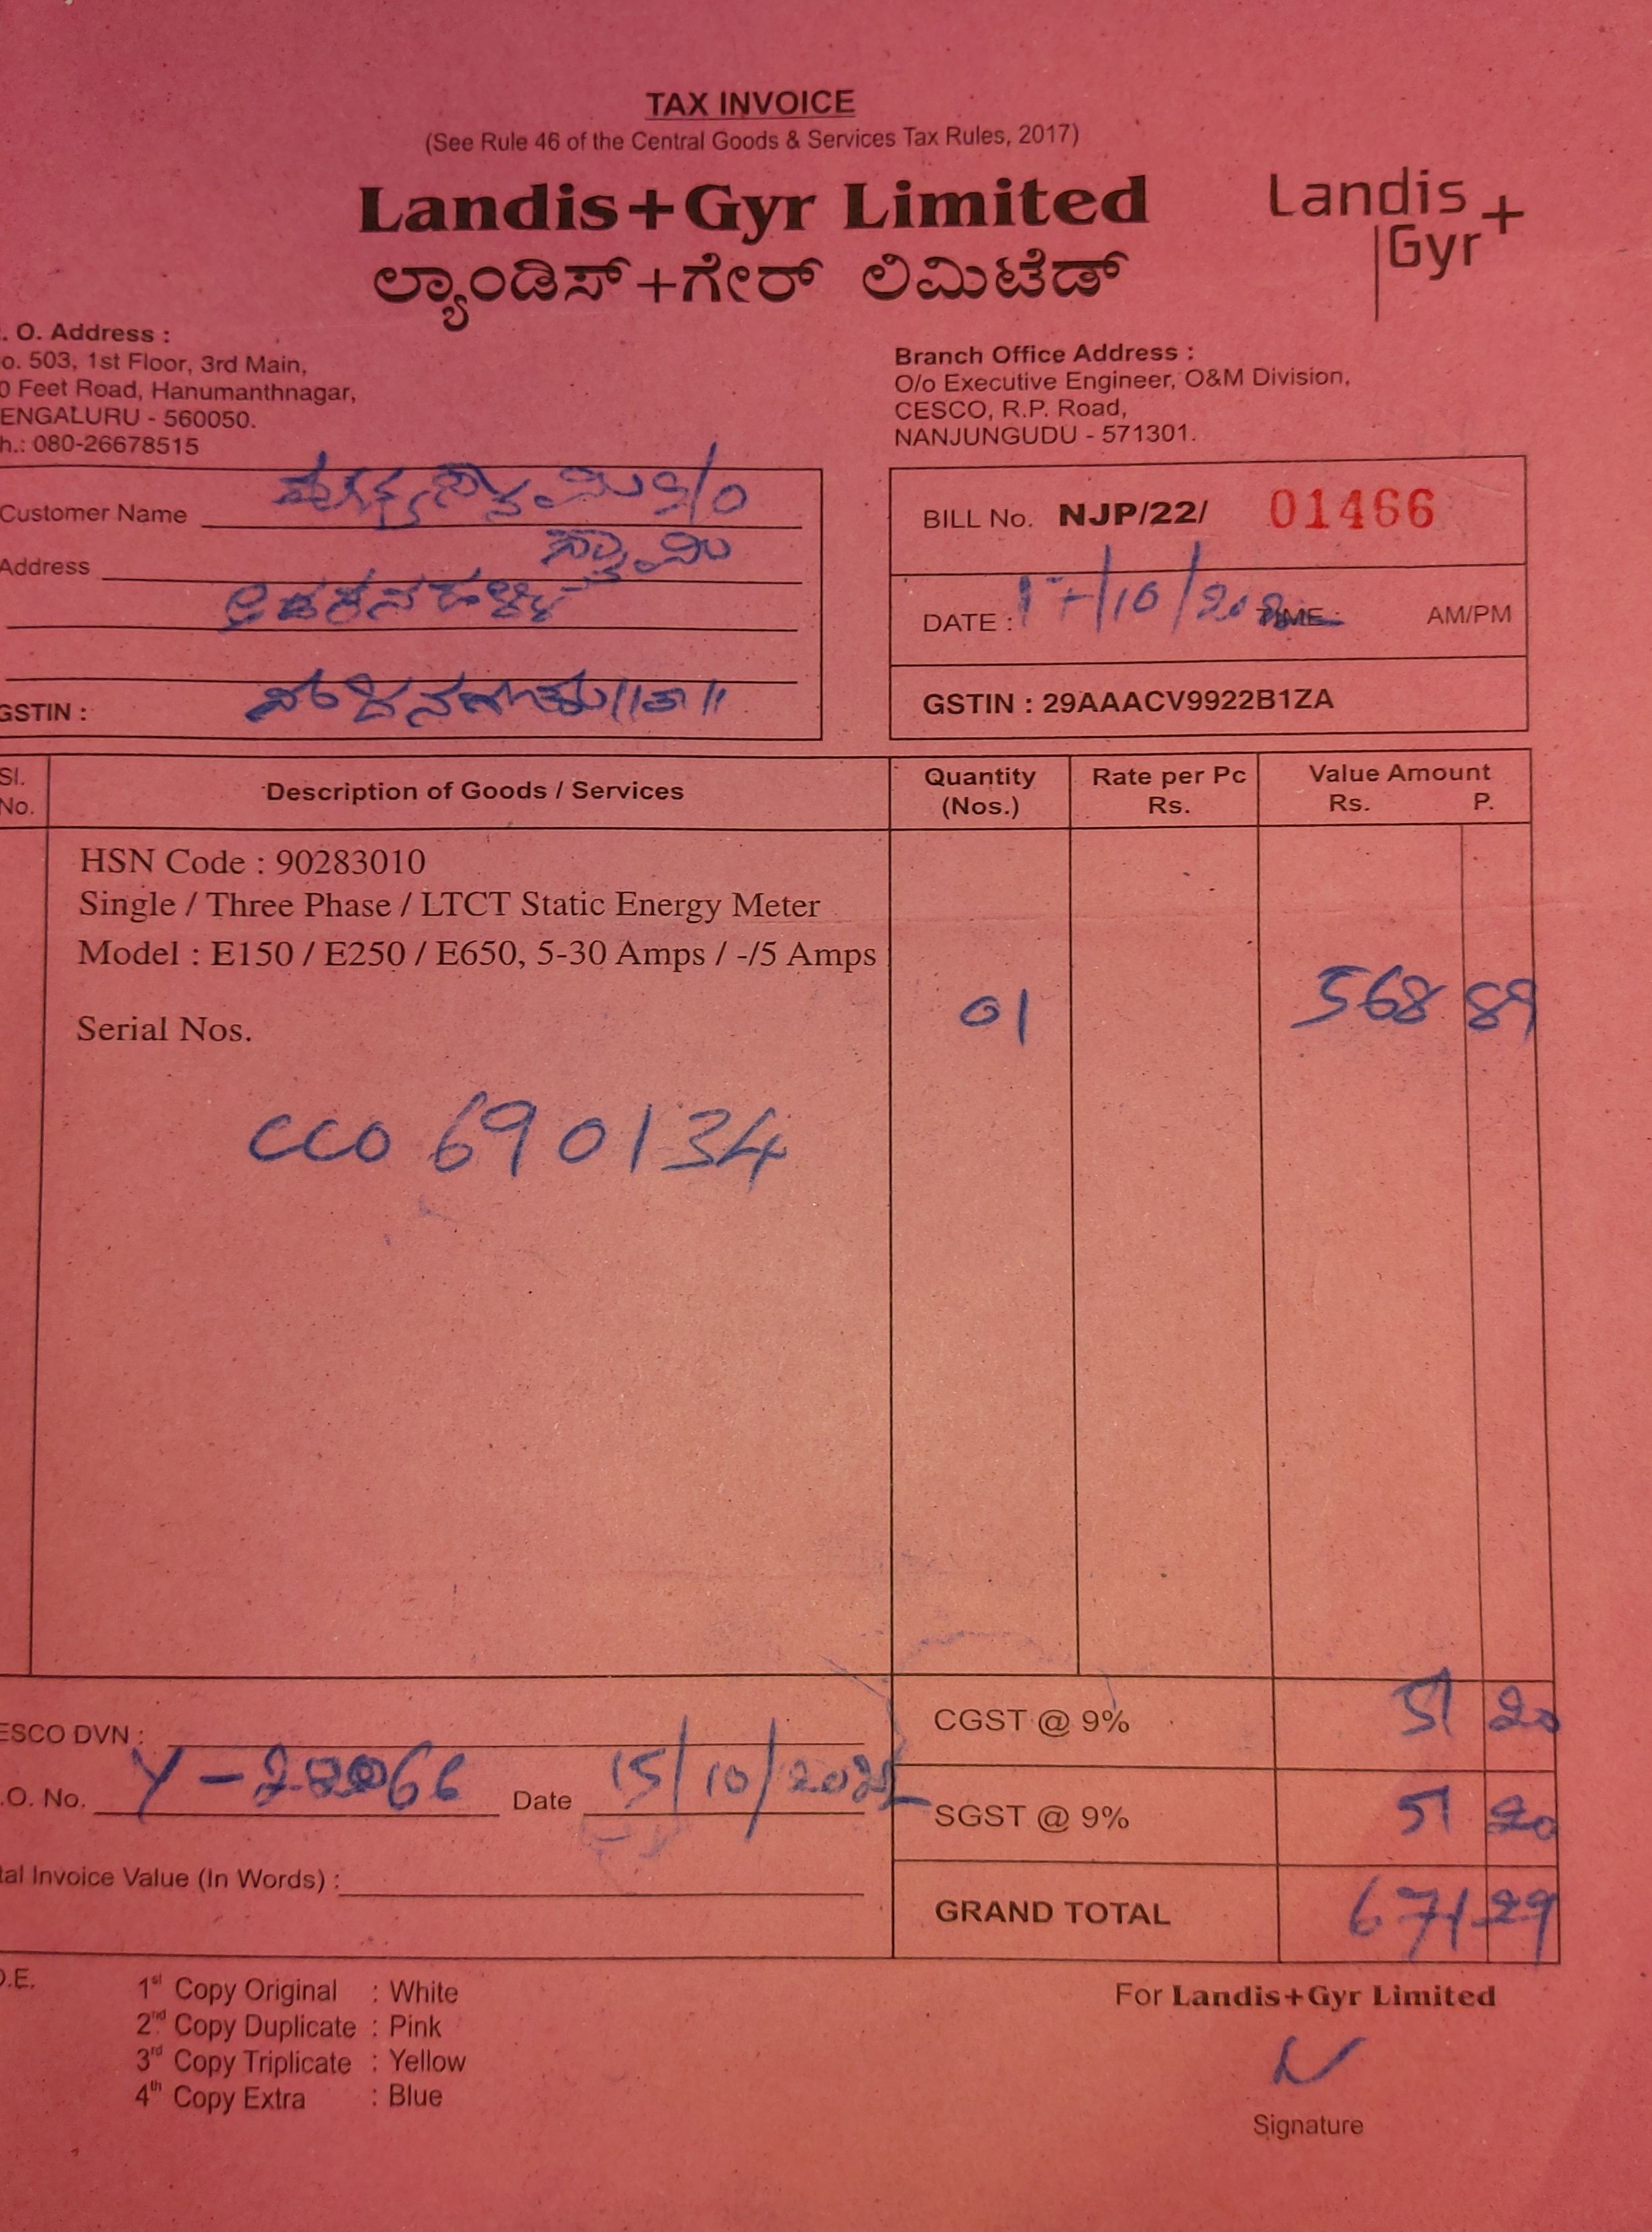 TAX INVOICE
(See Rule 46 of the Central Goods & Services Tax Rules, 2017)
Landis+Gyr Limited
Landis
Gyr+
ಲ್ಯಾಂಡಿಸ್+ಗೇರ್ ಲಿಮಿಟೆಡ್
. O. Address :
o. 503, 1st Floor, 3rd Main,
0 Feet Road, Hanumanthnagar,
ENGALURU - 560050.
h.: 080-26678515
Branch Office Address :
O/o Executive Engineer, O&M Division,
CESCO, R.P. Road,
NANJUNGUDU - 571301.
Customer Name
Address
ಸ್ವಾಮಿ
GSTIN :
BILL No. NJP/22/ 01466
DATE : 17/10/202 TIME : AM/PM
GSTIN : 29AAACV9922B1ZA
Sl. No. Description of Goods / Services Quantity (Nos.) Rate per Pc Rs. Value Amount Rs. P.
HSN Code : 90283010
Single / Three Phase / LTCT Static Energy Meter
Model : E150 / E250 / E650, 5-30 Amps / -/5 Amps
Serial Nos. 01 568 89
CCO 690134
ESCO DVN :
.O. No. Date 15/10/202
tal Invoice Value (In Words) :
CGST @ 9% 51 20
SGST @ 9% 51 20
GRAND TOTAL 671 29
O.E.
1st Copy Original : White
2nd Copy Duplicate : Pink
3rd Copy Triplicate : Yellow
4th Copy Extra : Blue
For Landis+Gyr Limited
Signature